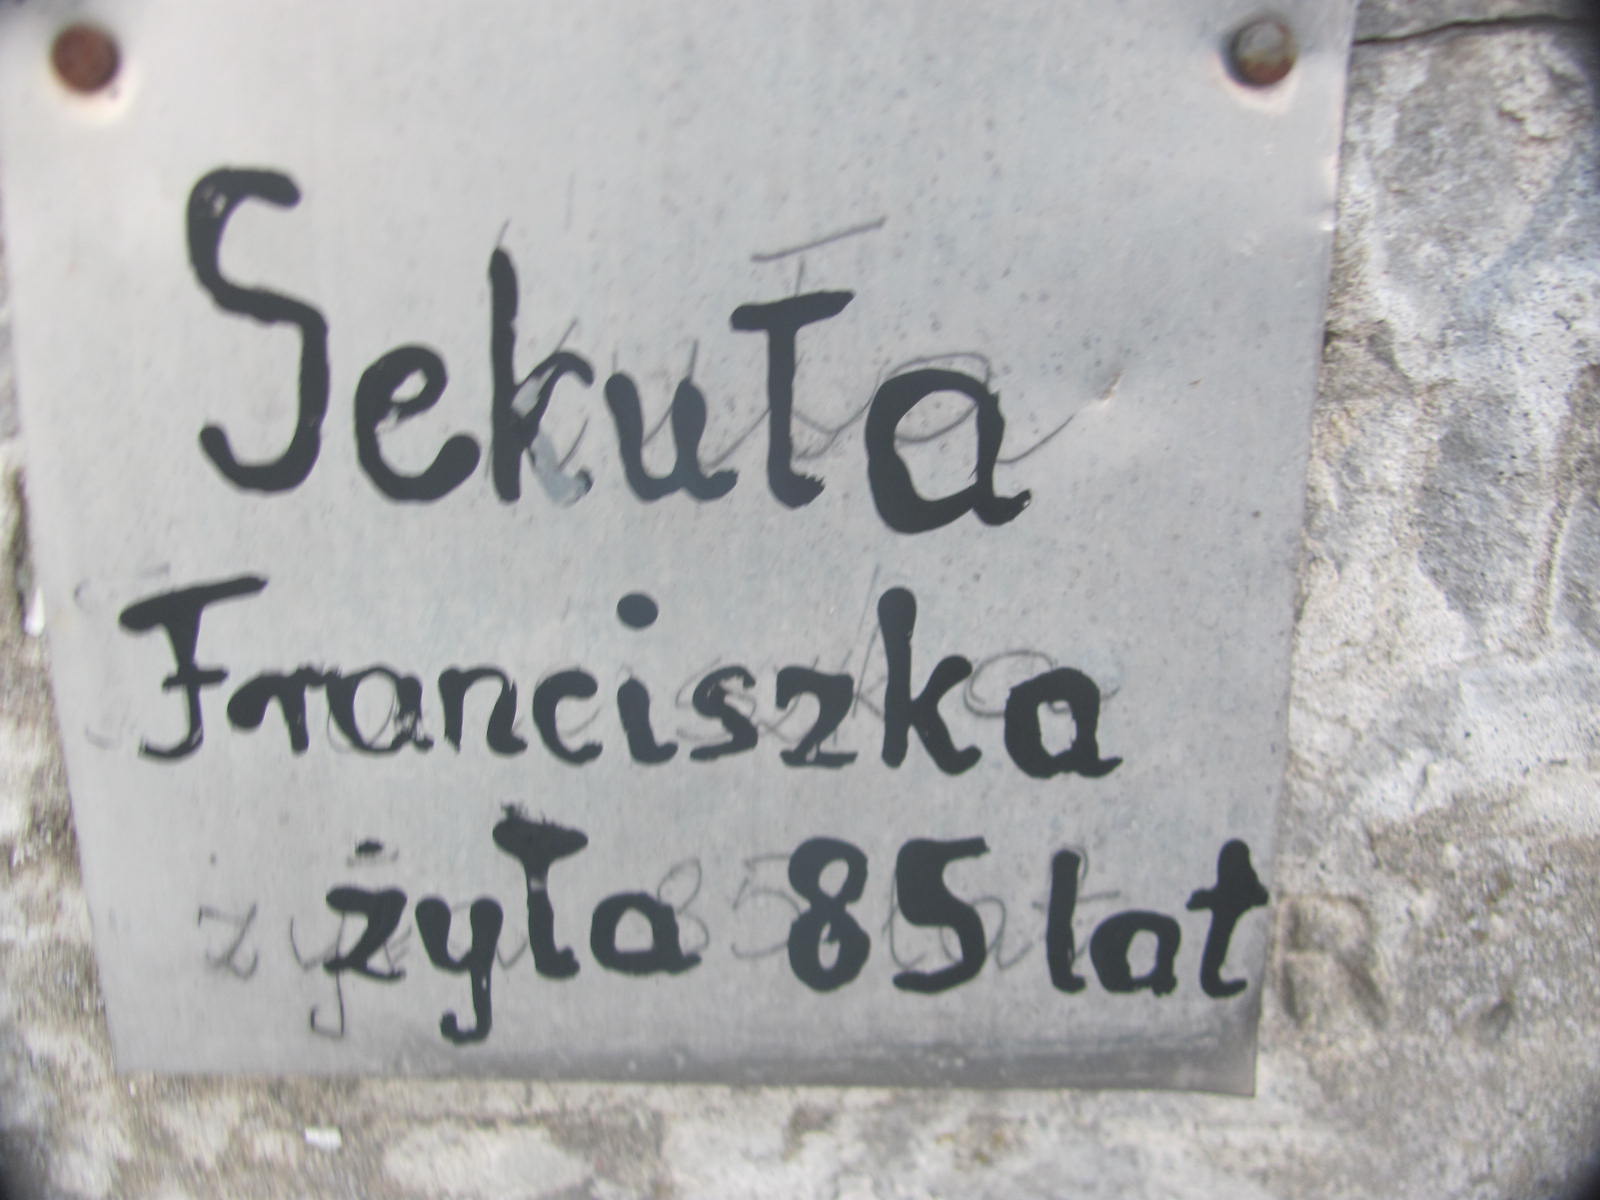 Sekuła
Franciszka
żyła 85 lat